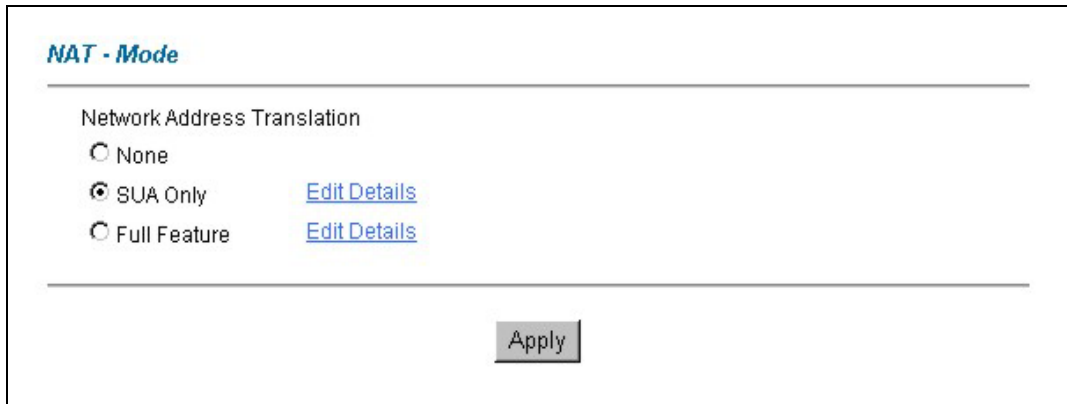 NAT - Mode
Network Address Translation
None
SUA Only Edit Details
Full Feature Edit Details
Apply